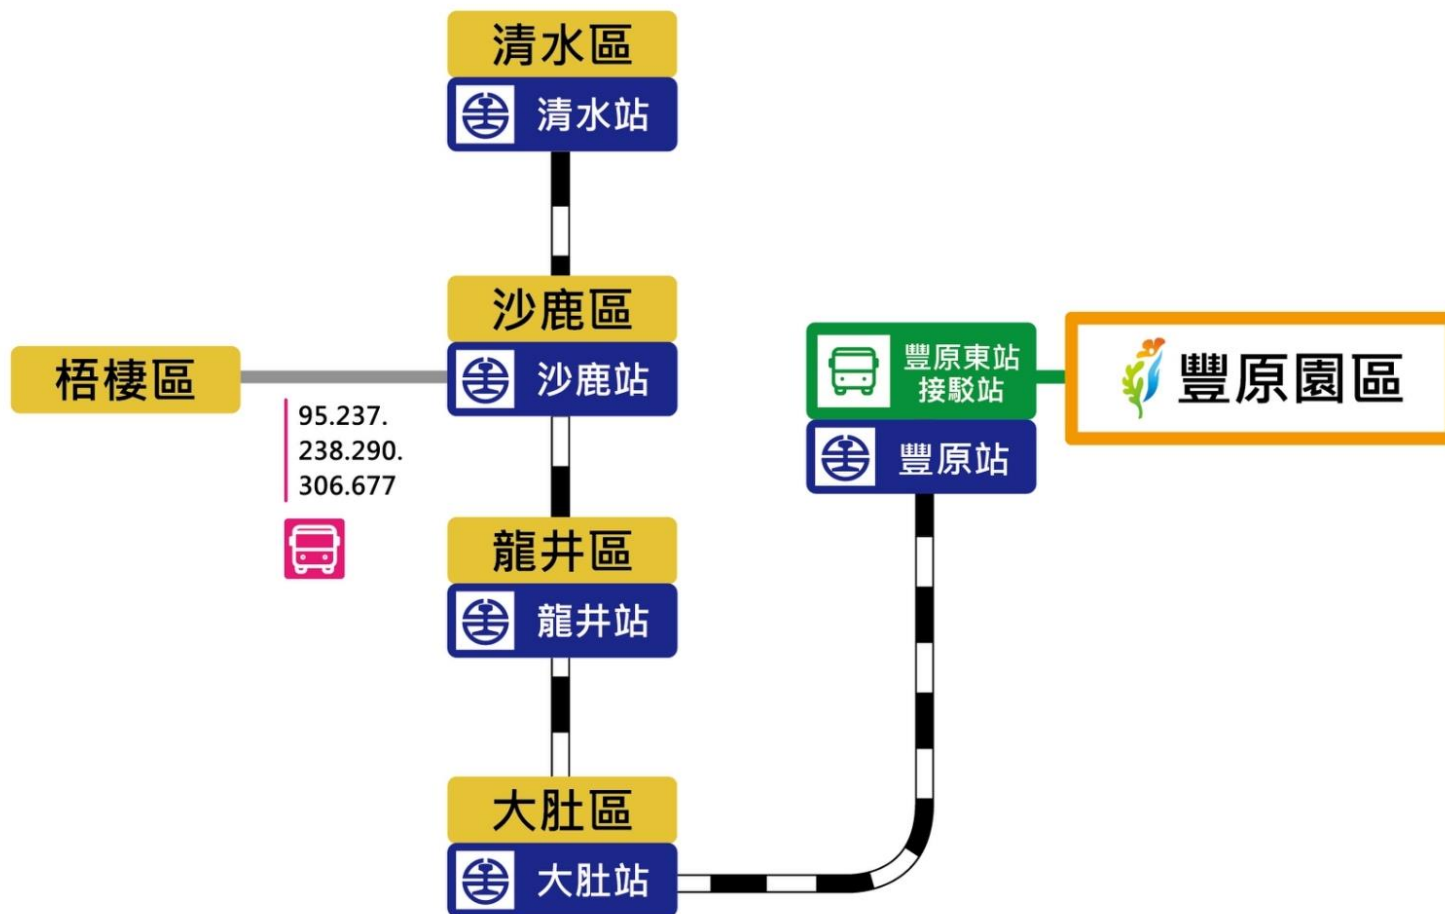 清水區
清水站
沙鹿區
沙鹿站
梧棲區
95.237.
238.290.
306.677
龍井區
龍井站
大肚區
大肚站
豐原東站
接駁站
豐原站
豐原園區